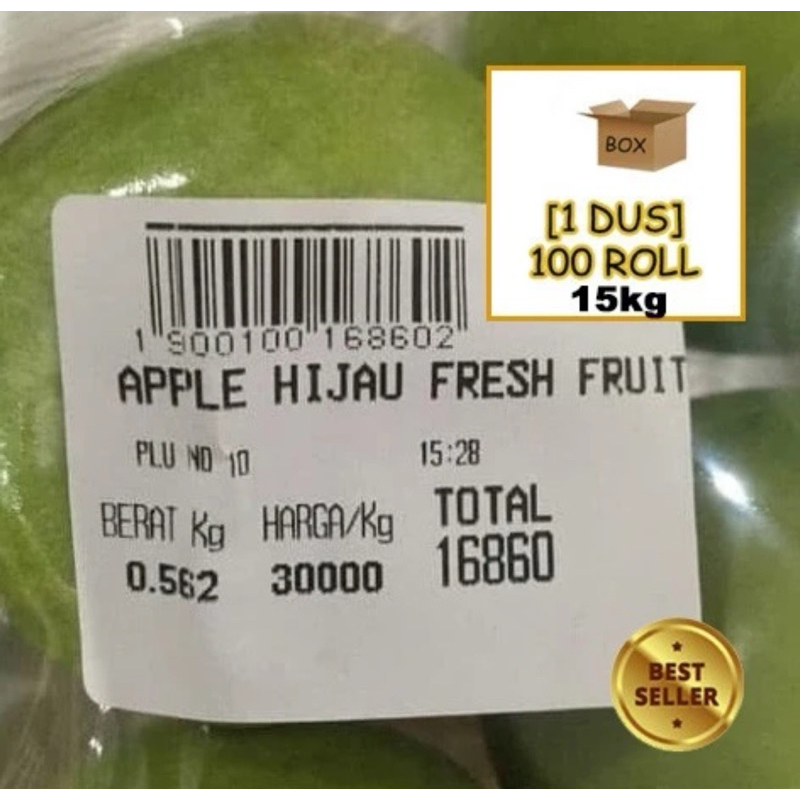 BOX
[1 DUS]
100 ROLL
15kg
1 900100 168602
APPLE HIJAU FRESH FRUIT
PLU NO 10 15:28
BERAT Kg HARGA/Kg TOTAL
0.562 30000 16860
BEST
SELLER